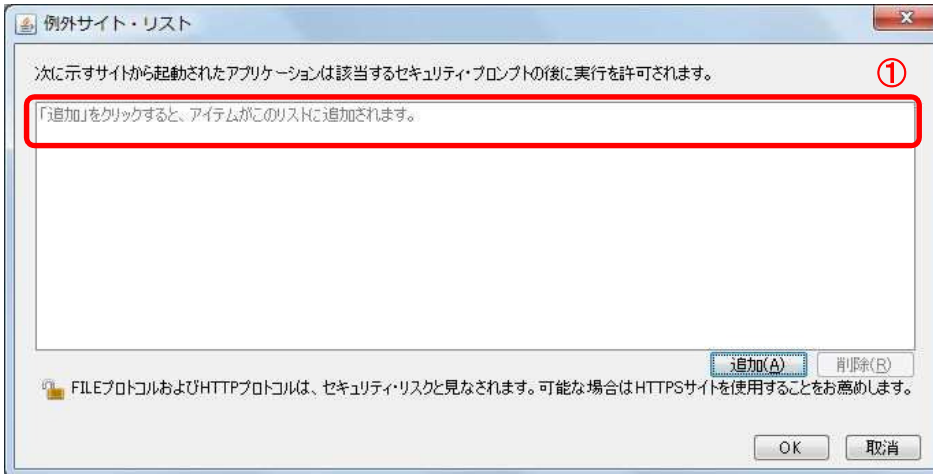 例外サイト・リスト
次に示すサイトから起動されたアプリケーションは該当するセキュリティ・プロンプトの後に実行を許可されます。
①
「追加」をクリックすると、アイテムがこのリストに追加されます。
追加(A) 削除(R)
FILEプロトコルおよびHTTPプロトコルは、セキュリティ・リスクと見なされます。可能な場合はHTTPSサイトを使用することをお薦めします。
OK 取消